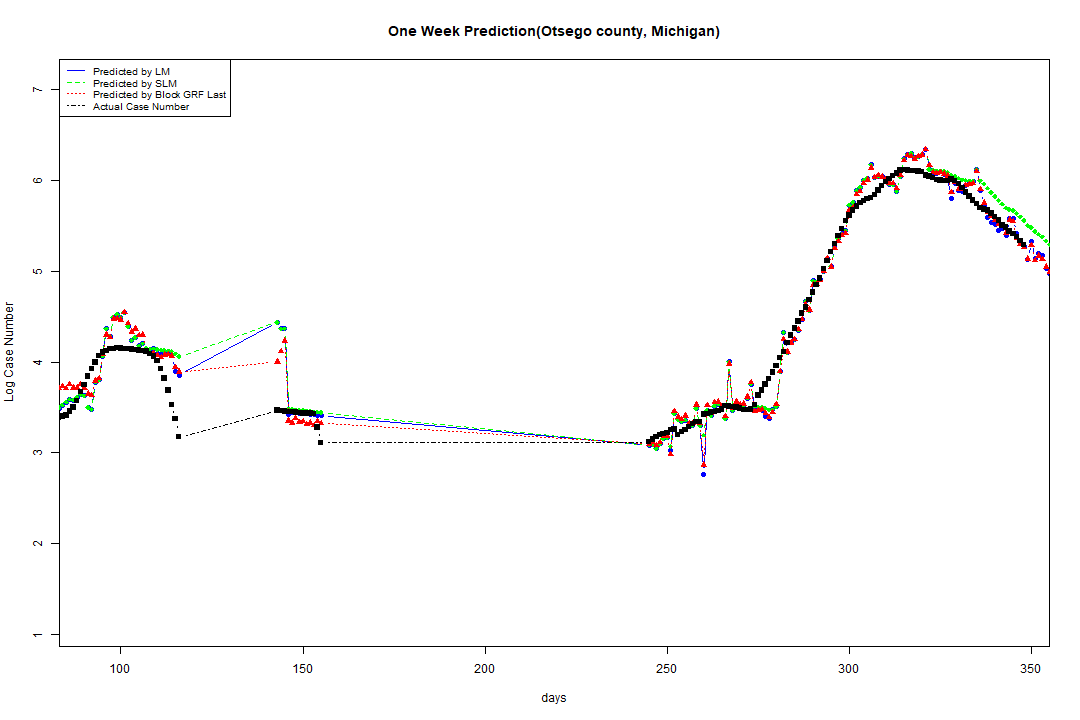 One Week Prediction(Otsego county, Michigan)
Predicted by LM
Predicted by SLM
Predicted by Block GRF Last
Actual Case Number
7
6
5
4
3
2
1
Log Case Number
100 150 200 250 300 350
days